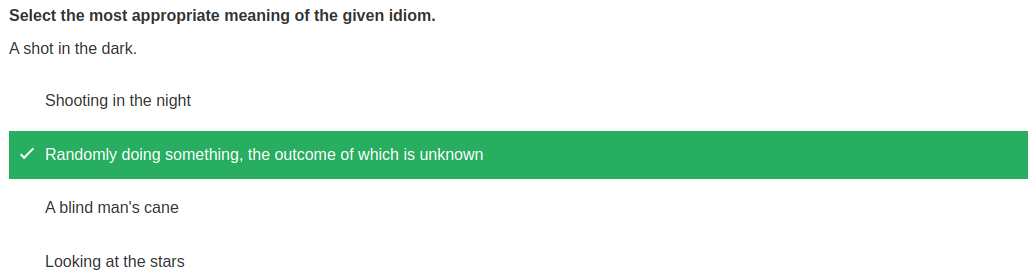 Select the most appropriate meaning of the given idiom.
A shot in the dark.
Shooting in the night
Randomly doing something, the outcome of which is unknown
A blind man's cane
Looking at the stars